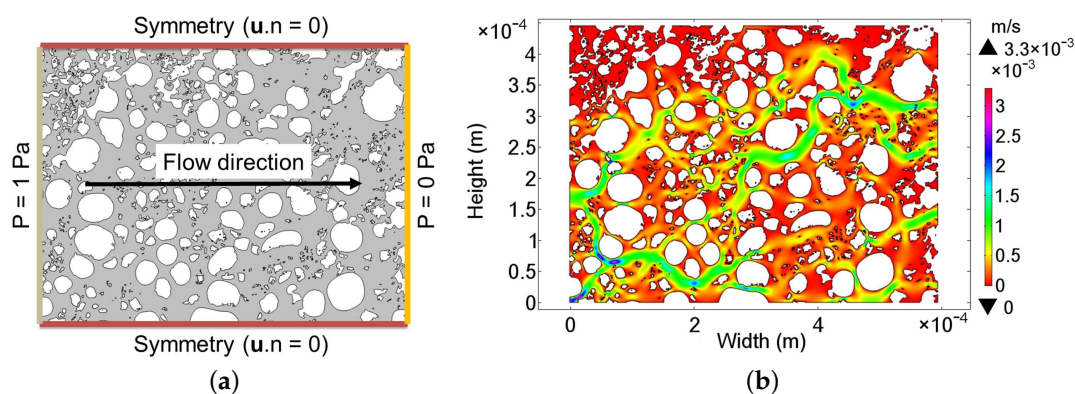 Symmetry (u.n = 0)
P = 1 Pa
Flow direction
P = 0 Pa
Symmetry (u.n = 0)
(a)
(b)
×10⁻⁴
Height (m)
4
3.5
3
2.5
2
1.5
1
0.5
0
0
2
4
×10⁻⁴
Width (m)
m/s
▲ 3.3×10⁻³
×10⁻³
3
2.5
2
1.5
1
0.5
▼ 0